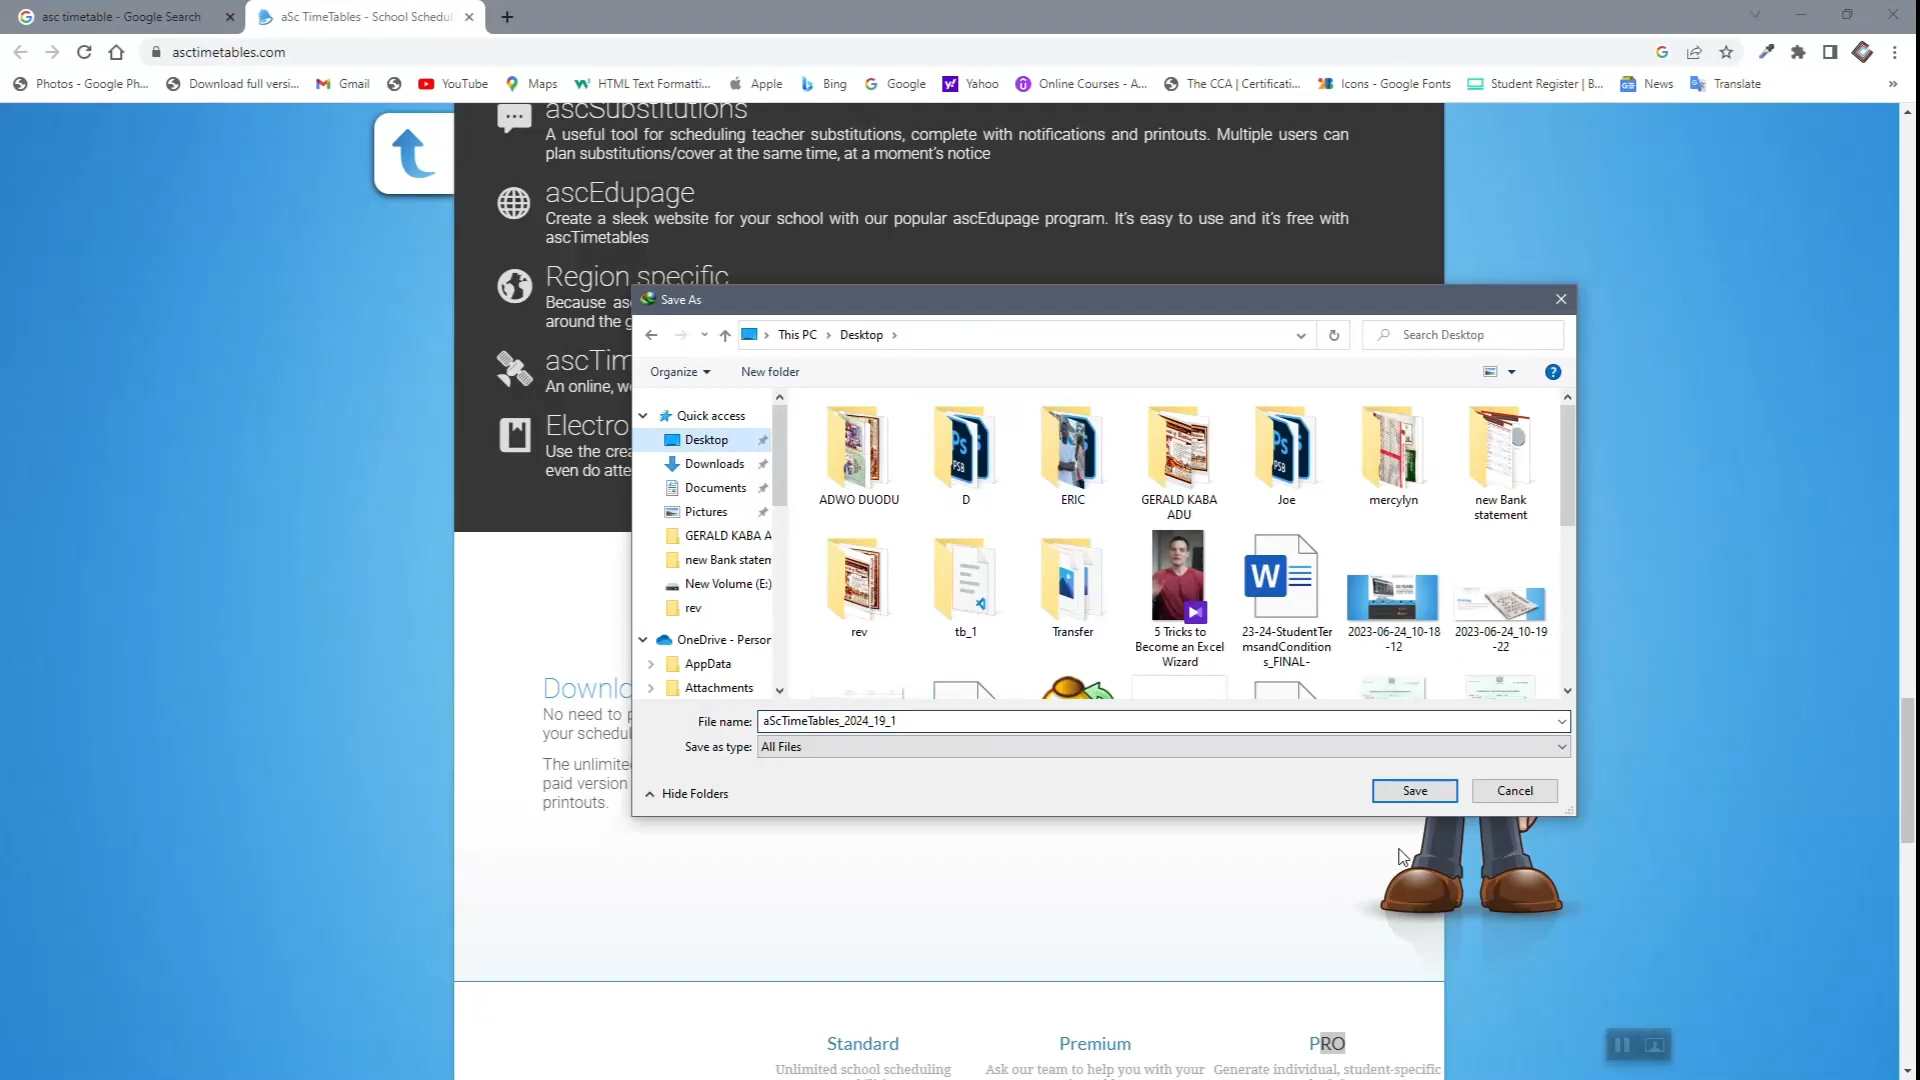 asc timetable - Google Search
aSc TimeTables - School Schedul
asctimetables.com
Photos - Google Ph...
Download full versi...
Gmail
YouTube
Maps
HTML Text Formatti...
Apple
Bing
Google
Yahoo
Online Courses - A...
The CCA | Certificati...
Icons - Google Fonts
Student Register | B...
News
Translate
ascSubstitutions
A useful tool for scheduling teacher substitutions, complete with notifications and printouts. Multiple users can
plan substitutions/cover at the same time, at a moment's notice
ascEdupage
Create a sleek website for your school with our popular ascEdupage program. It's easy to use and it's free with
ascTimetables
Region specific
Because as
around the g
ascTim
An online, we
Electro
Use the crea
even do atte
Save As
This PC
Desktop
Search Desktop
Organize
New folder
Quick access
Desktop
Downloads
Documents
Pictures
GERALD KABA A
new Bank statem
New Volume (E:)
rev
OneDrive - Person
AppData
Attachments
ADWO DUODU
D
ERIC
GERALD KABA
ADU
Joe
mercylyn
new Bank
statement
rev
tb_1
Transfer
5 Tricks to
Become an Excel
Wizard
23-24-StudentTer
msandCondition
s_FINAL-
2023-06-24_10-18
-12
2023-06-24_10-19
-22
File name: aScTimeTables_2024_19_1
Save as type: All Files
Hide Folders
Save
Cancel
Downlo
No need to p
your schedul
The unlimited
paid version
printouts.
Standard
Unlimited school scheduling
Premium
Ask our team to help you with your
PRO
Generate individual, student-specific